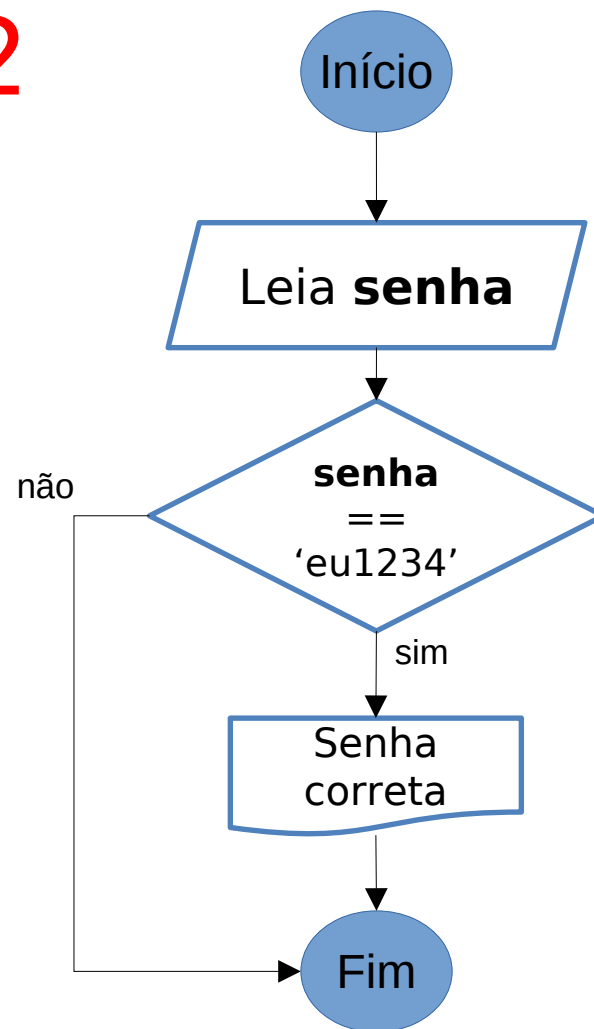 2
Início
Leia senha
senha
==
‘eu1234’
não
sim
Senha
correta
Fim